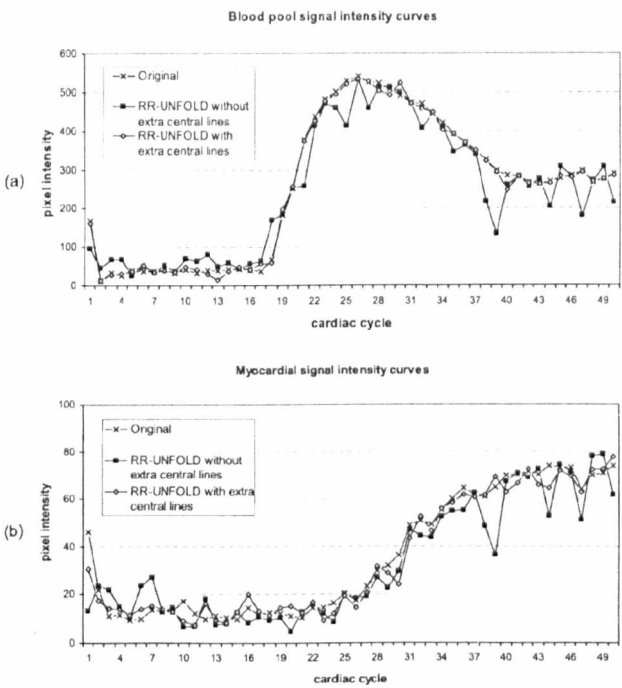 Blood pool signal intensity curves
(a)
pixel intensity
600
500
400
300
200
100
0
Original
RR-UNFOLD without
extra central lines
RR-UNFOLD with
extra central lines
1 4 7 10 13 16 19 22 25 28 31 34 37 40 43 46 49
cardiac cycle
Myocardial signal intensity curves
(b)
pixel intensity
100
80
60
40
20
0
Original
RR-UNFOLD without
extra central lines
RR-UNFOLD with extra
central lines
1 4 7 10 13 16 19 22 25 28 31 34 37 40 43 46 49
cardiac cycle